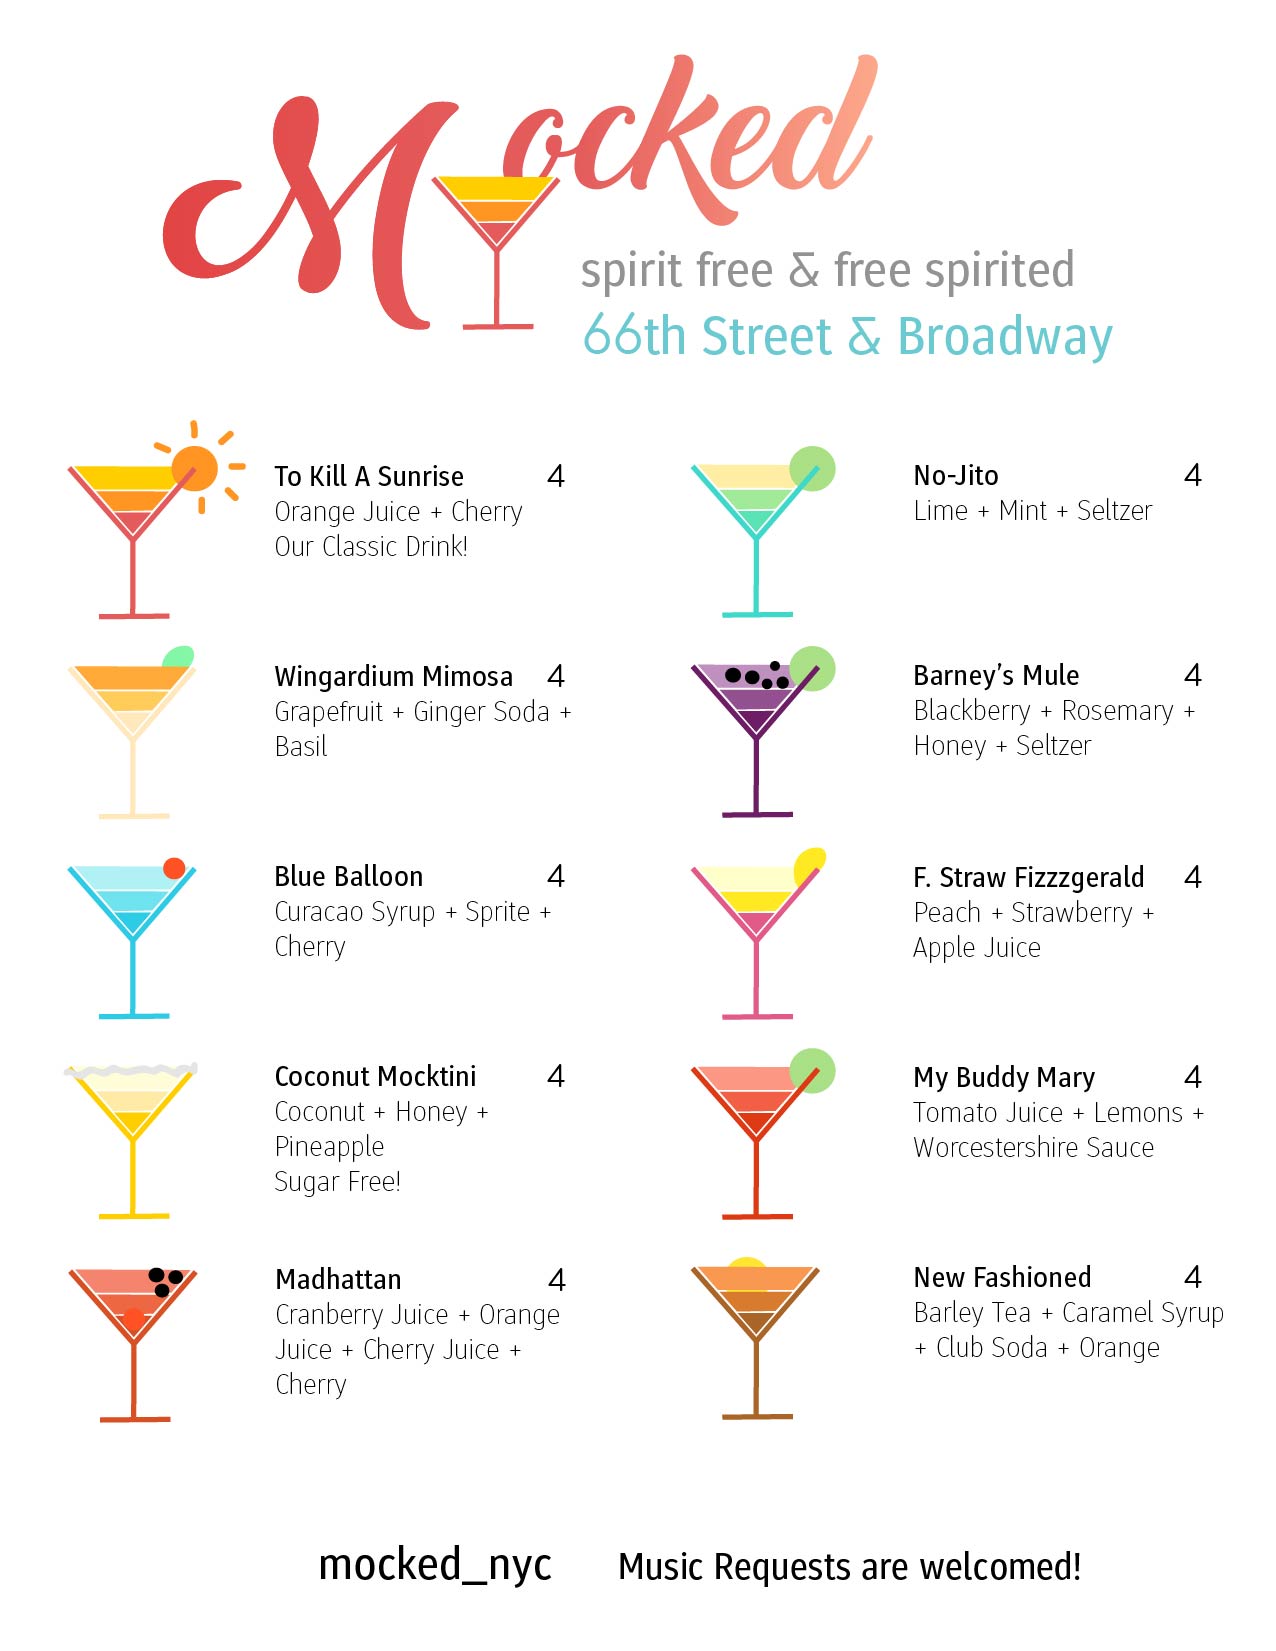 Mocked
spirit free & free spirited
66th Street & Broadway
To Kill A Sunrise 4
Orange Juice + Cherry
Our Classic Drink!
Wingardium Mimosa 4
Grapefruit + Ginger Soda +
Basil
Blue Balloon 4
Curacao Syrup + Sprite +
Cherry
Coconut Mocktini 4
Coconut + Honey +
Pineapple
Sugar Free!
Madhattan 4
Cranberry Juice + Orange
Juice + Cherry Juice +
Cherry
No-Jito 4
Lime + Mint + Seltzer
Barney’s Mule 4
Blackberry + Rosemary +
Honey + Seltzer
F. Straw Fizzzgerald 4
Peach + Strawberry +
Apple Juice
My Buddy Mary 4
Tomato Juice + Lemons +
Worcestershire Sauce
New Fashioned 4
Barley Tea + Caramel Syrup
+ Club Soda + Orange
mocked_nyc Music Requests are welcomed!